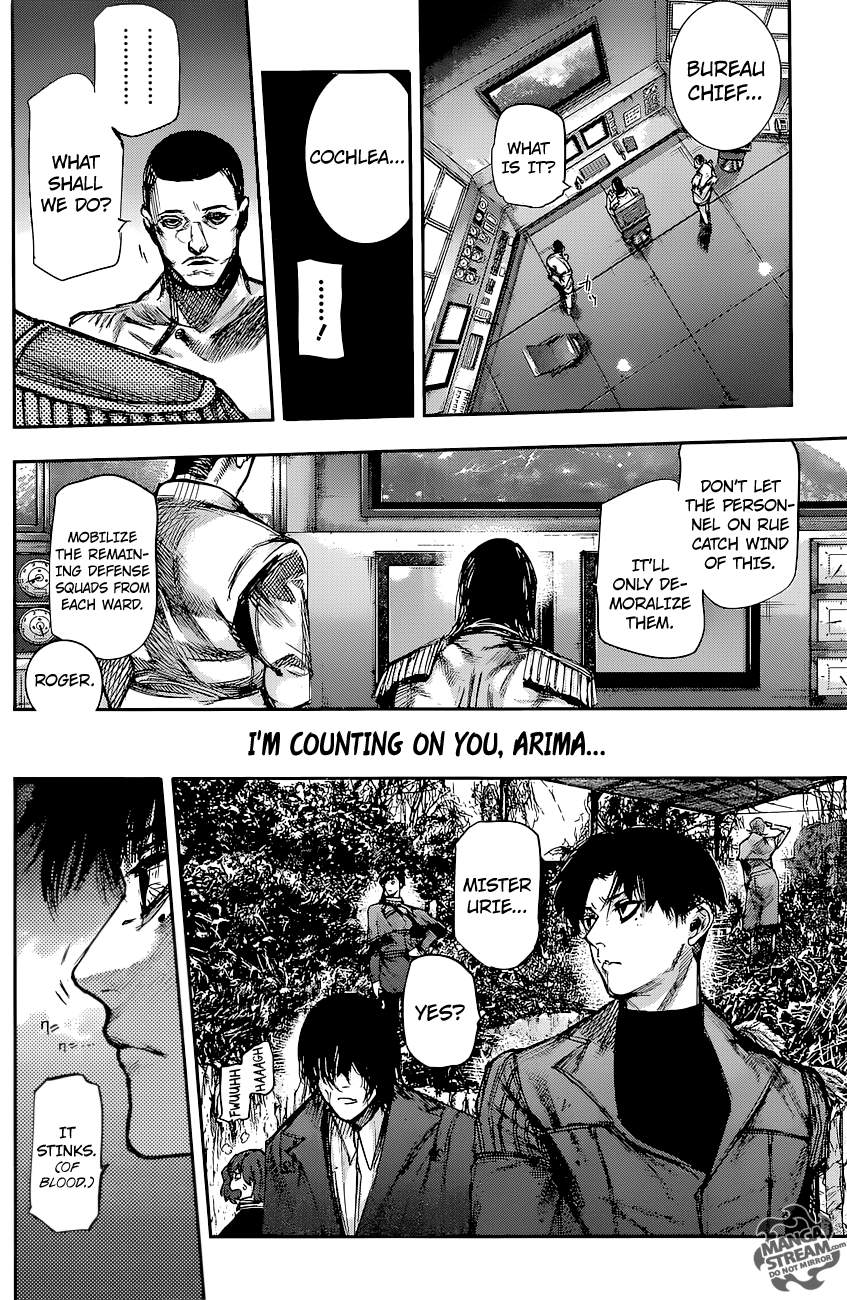 BUREAU
CHIEF...
WHAT
IS IT?
COCHLEA...
......!
........
WHAT
SHALL
WE DO?
DON'T LET
THE PERSON-
NEL ON RUE
CATCH WIND
OF THIS.
IT'LL
ONLY DE-
MORALIZE
THEM.
MOBILIZE
THE REMAIN-
ING DEFENSE
SQUADS FROM
EACH WARD.
ROGER.
I'M COUNTING ON YOU, ARIMA...
MISTER
URIE...
YES?
FWUUHH
HAAAGH
IT
STINKS.
(OF
BLOOD.)
MANGA
STREAM.com
DO NOT MIRROR!